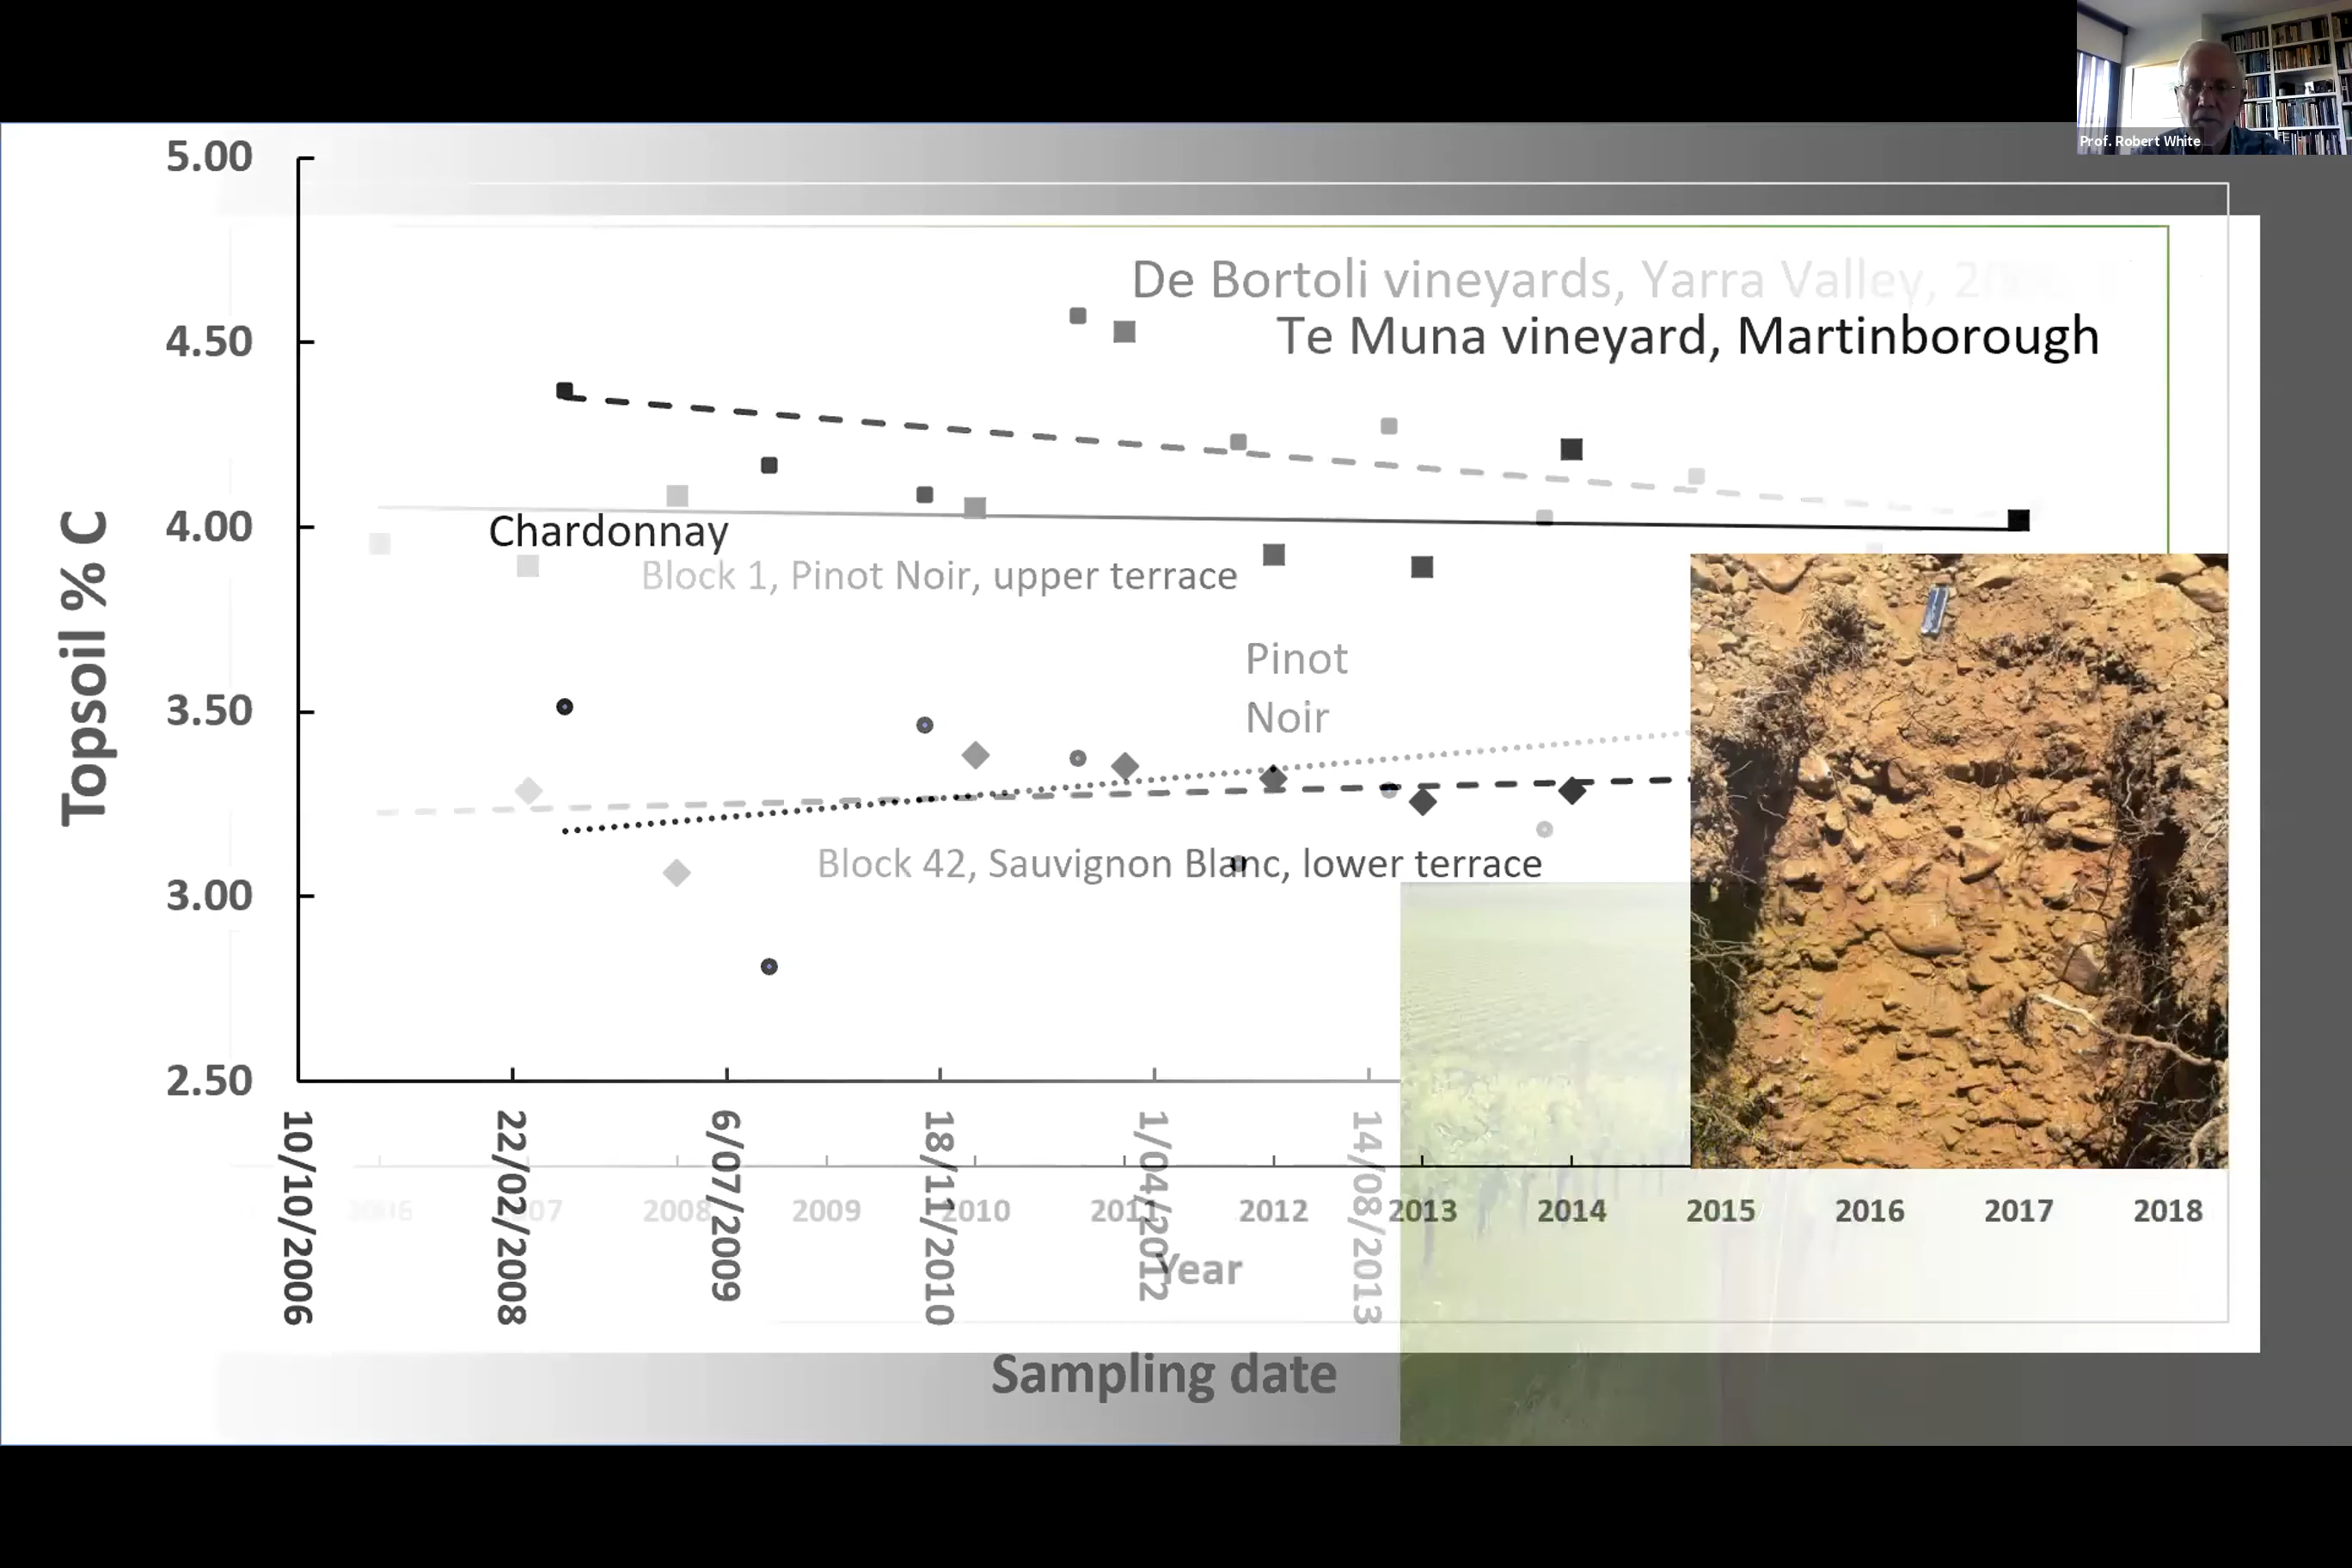 Prof. Robert White
5.00
4.50
4.00
3.50
3.00
2.50
Topsoil % C
De Bortoli vineyards, Yarra Valley,
Te Muna vineyard, Martinborough
Chardonnay
Block 1, Pinot Noir, upper terrace
Pinot
Noir
Block 42, Sauvignon Blanc, lower terrace
10/10/2006
22/02/2008
6/07/2009
18/11/2010
1/04/2012
14/08/2013
2006 2007 2008 2009 2010 2011 2012 2013 2014 2015 2016 2017 2018
Year
Sampling date